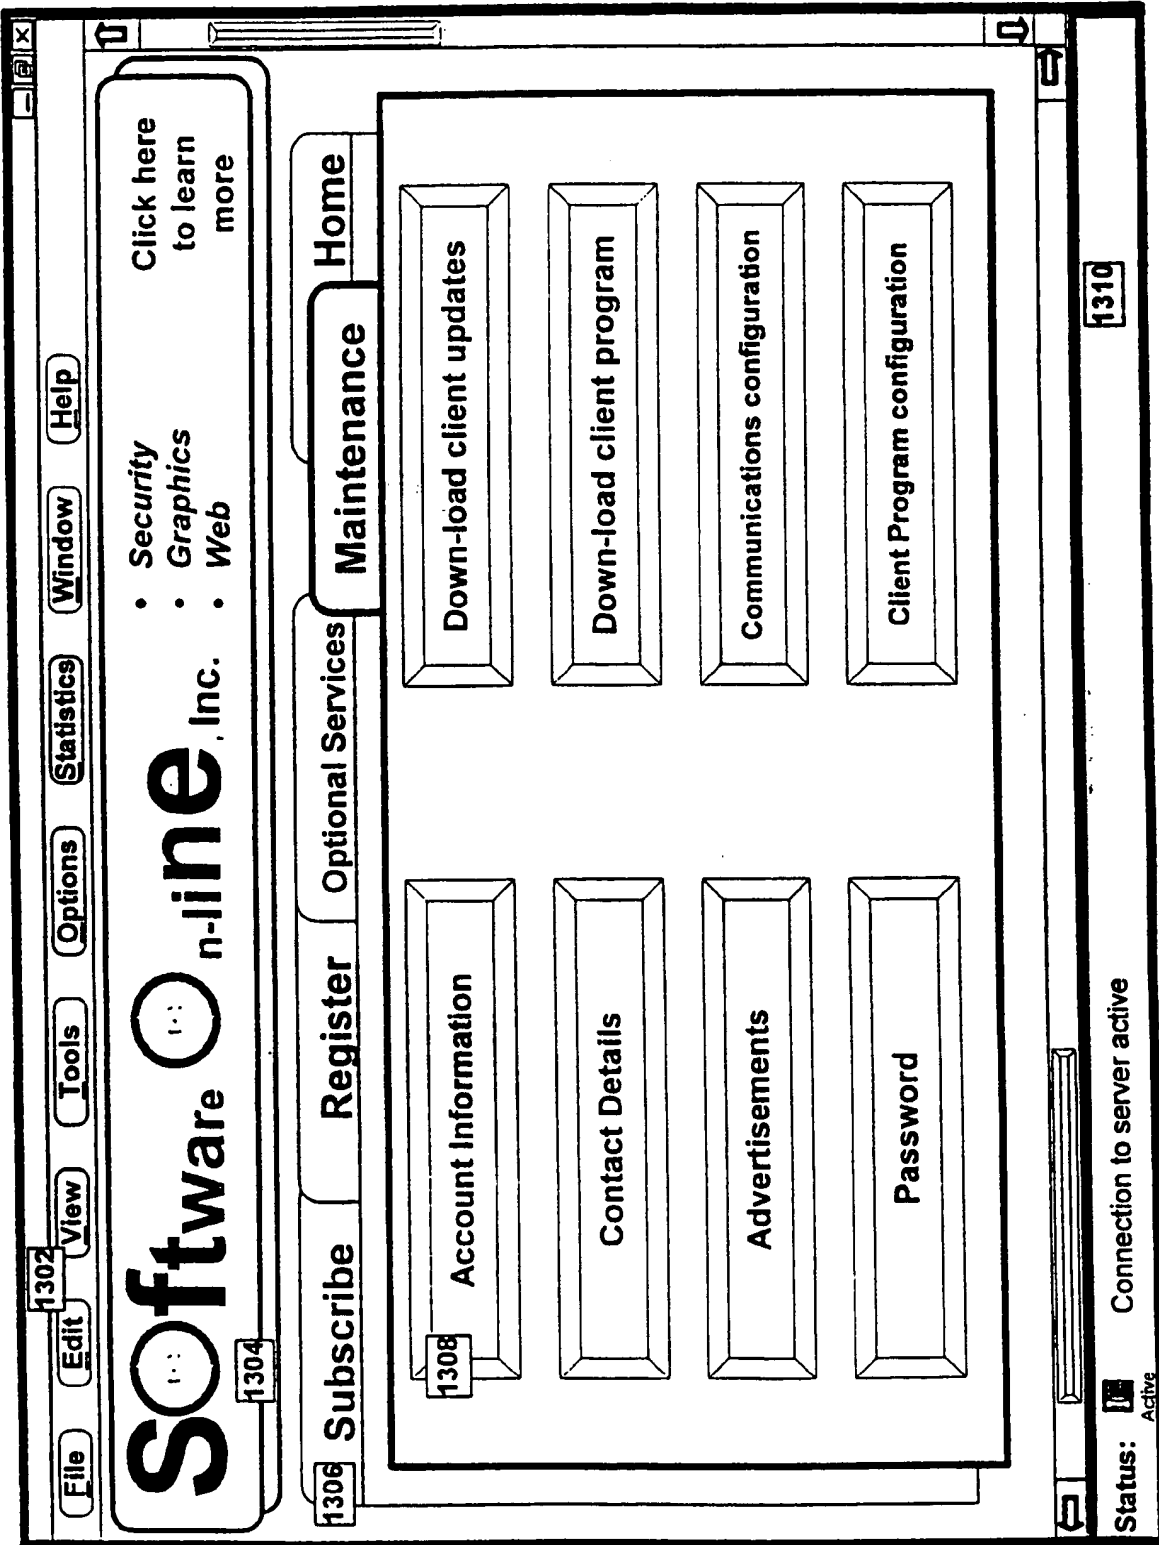 1302
File Edit View Tools Options Statistics Window Help
Software On-line, Inc.
• Security
• Graphics
• Web
Click here
to learn
more
1304
1306
Subscribe Register Optional Services Maintenance Home
1308
Account Information Down-load client updates
Contact Details Down-load client program
Advertisements Communications configuration
Password Client Program configuration
Status: Active Connection to server active
1310